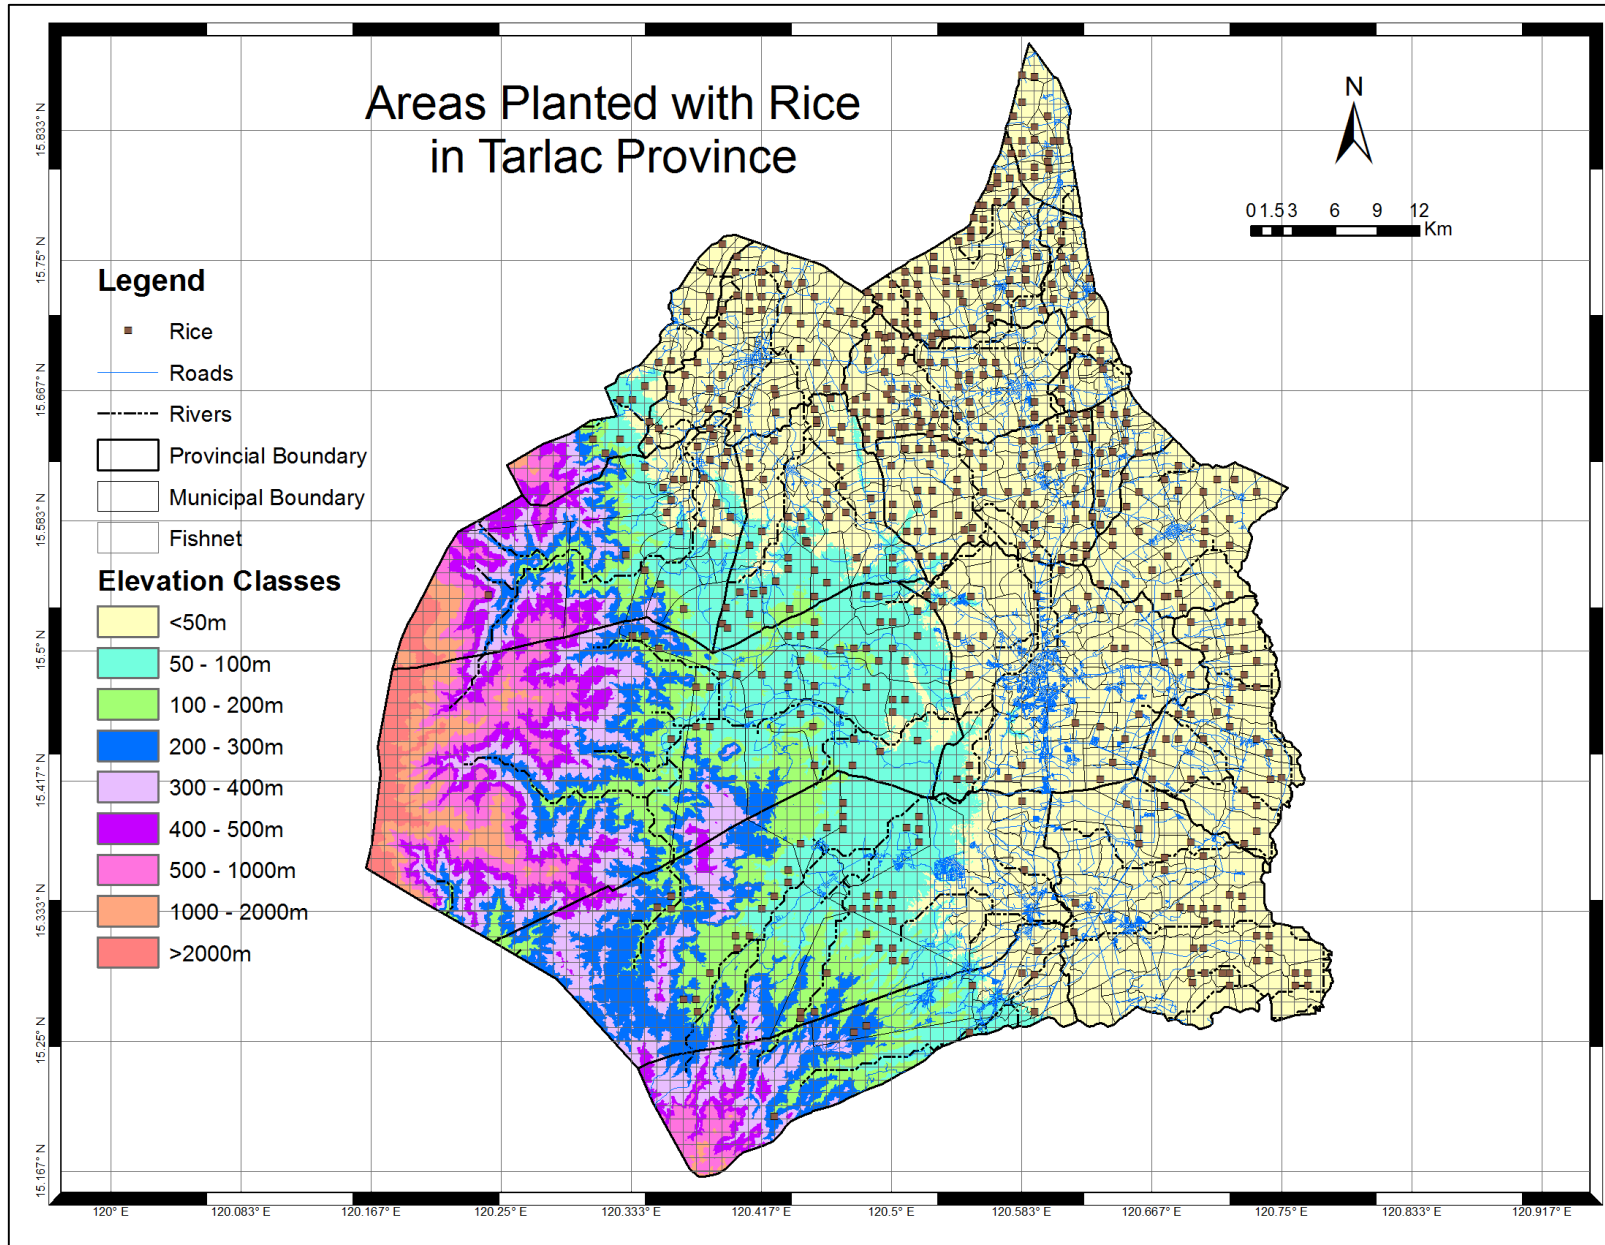 Areas Planted with Rice
in Tarlac Province
N
0 1.5 3 6 9 12
Km
Legend
Rice
Roads
Rivers
Provincial Boundary
Municipal Boundary
Fishnet
Elevation Classes
<50m
50 - 100m
100 - 200m
200 - 300m
300 - 400m
400 - 500m
500 - 1000m
1000 - 2000m
>2000m
15.833° N
15.75° N
15.667° N
15.583° N
15.5° N
15.417° N
15.333° N
15.25° N
15.167° N
120° E 120.083° E 120.167° E 120.25° E 120.333° E 120.417° E 120.5° E 120.583° E 120.667° E 120.75° E 120.833° E 120.917° E